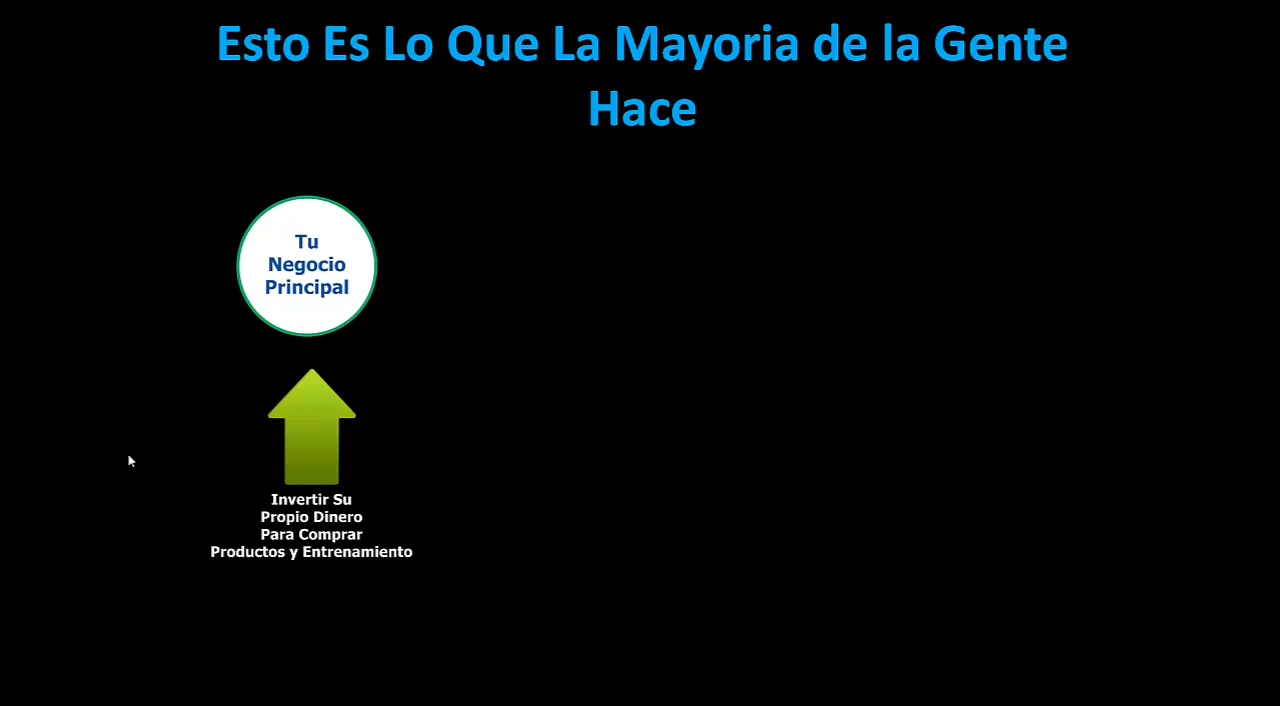 Esto Es Lo Que La Mayoria de la Gente
Hace
Tu
Negocio
Principal
Invertir Su
Propio Dinero
Para Comprar
Productos y Entrenamiento